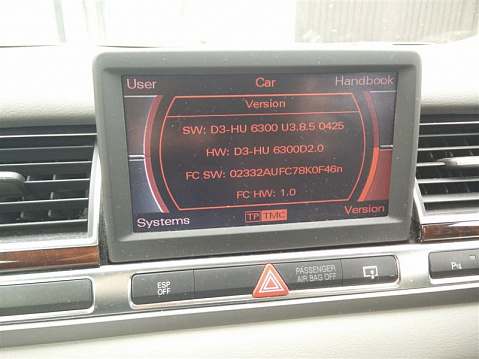 User Car Handbook
Version
SW: D3-HU 6300 U3.8.5 0425
HW: D3-HU 6300D2.0
FC SW: 02332AUFC78K0F46n
FC HW: 1.0
Systems TP TMC Version
ESP OFF
PASSENGER AIR BAG OFF
P